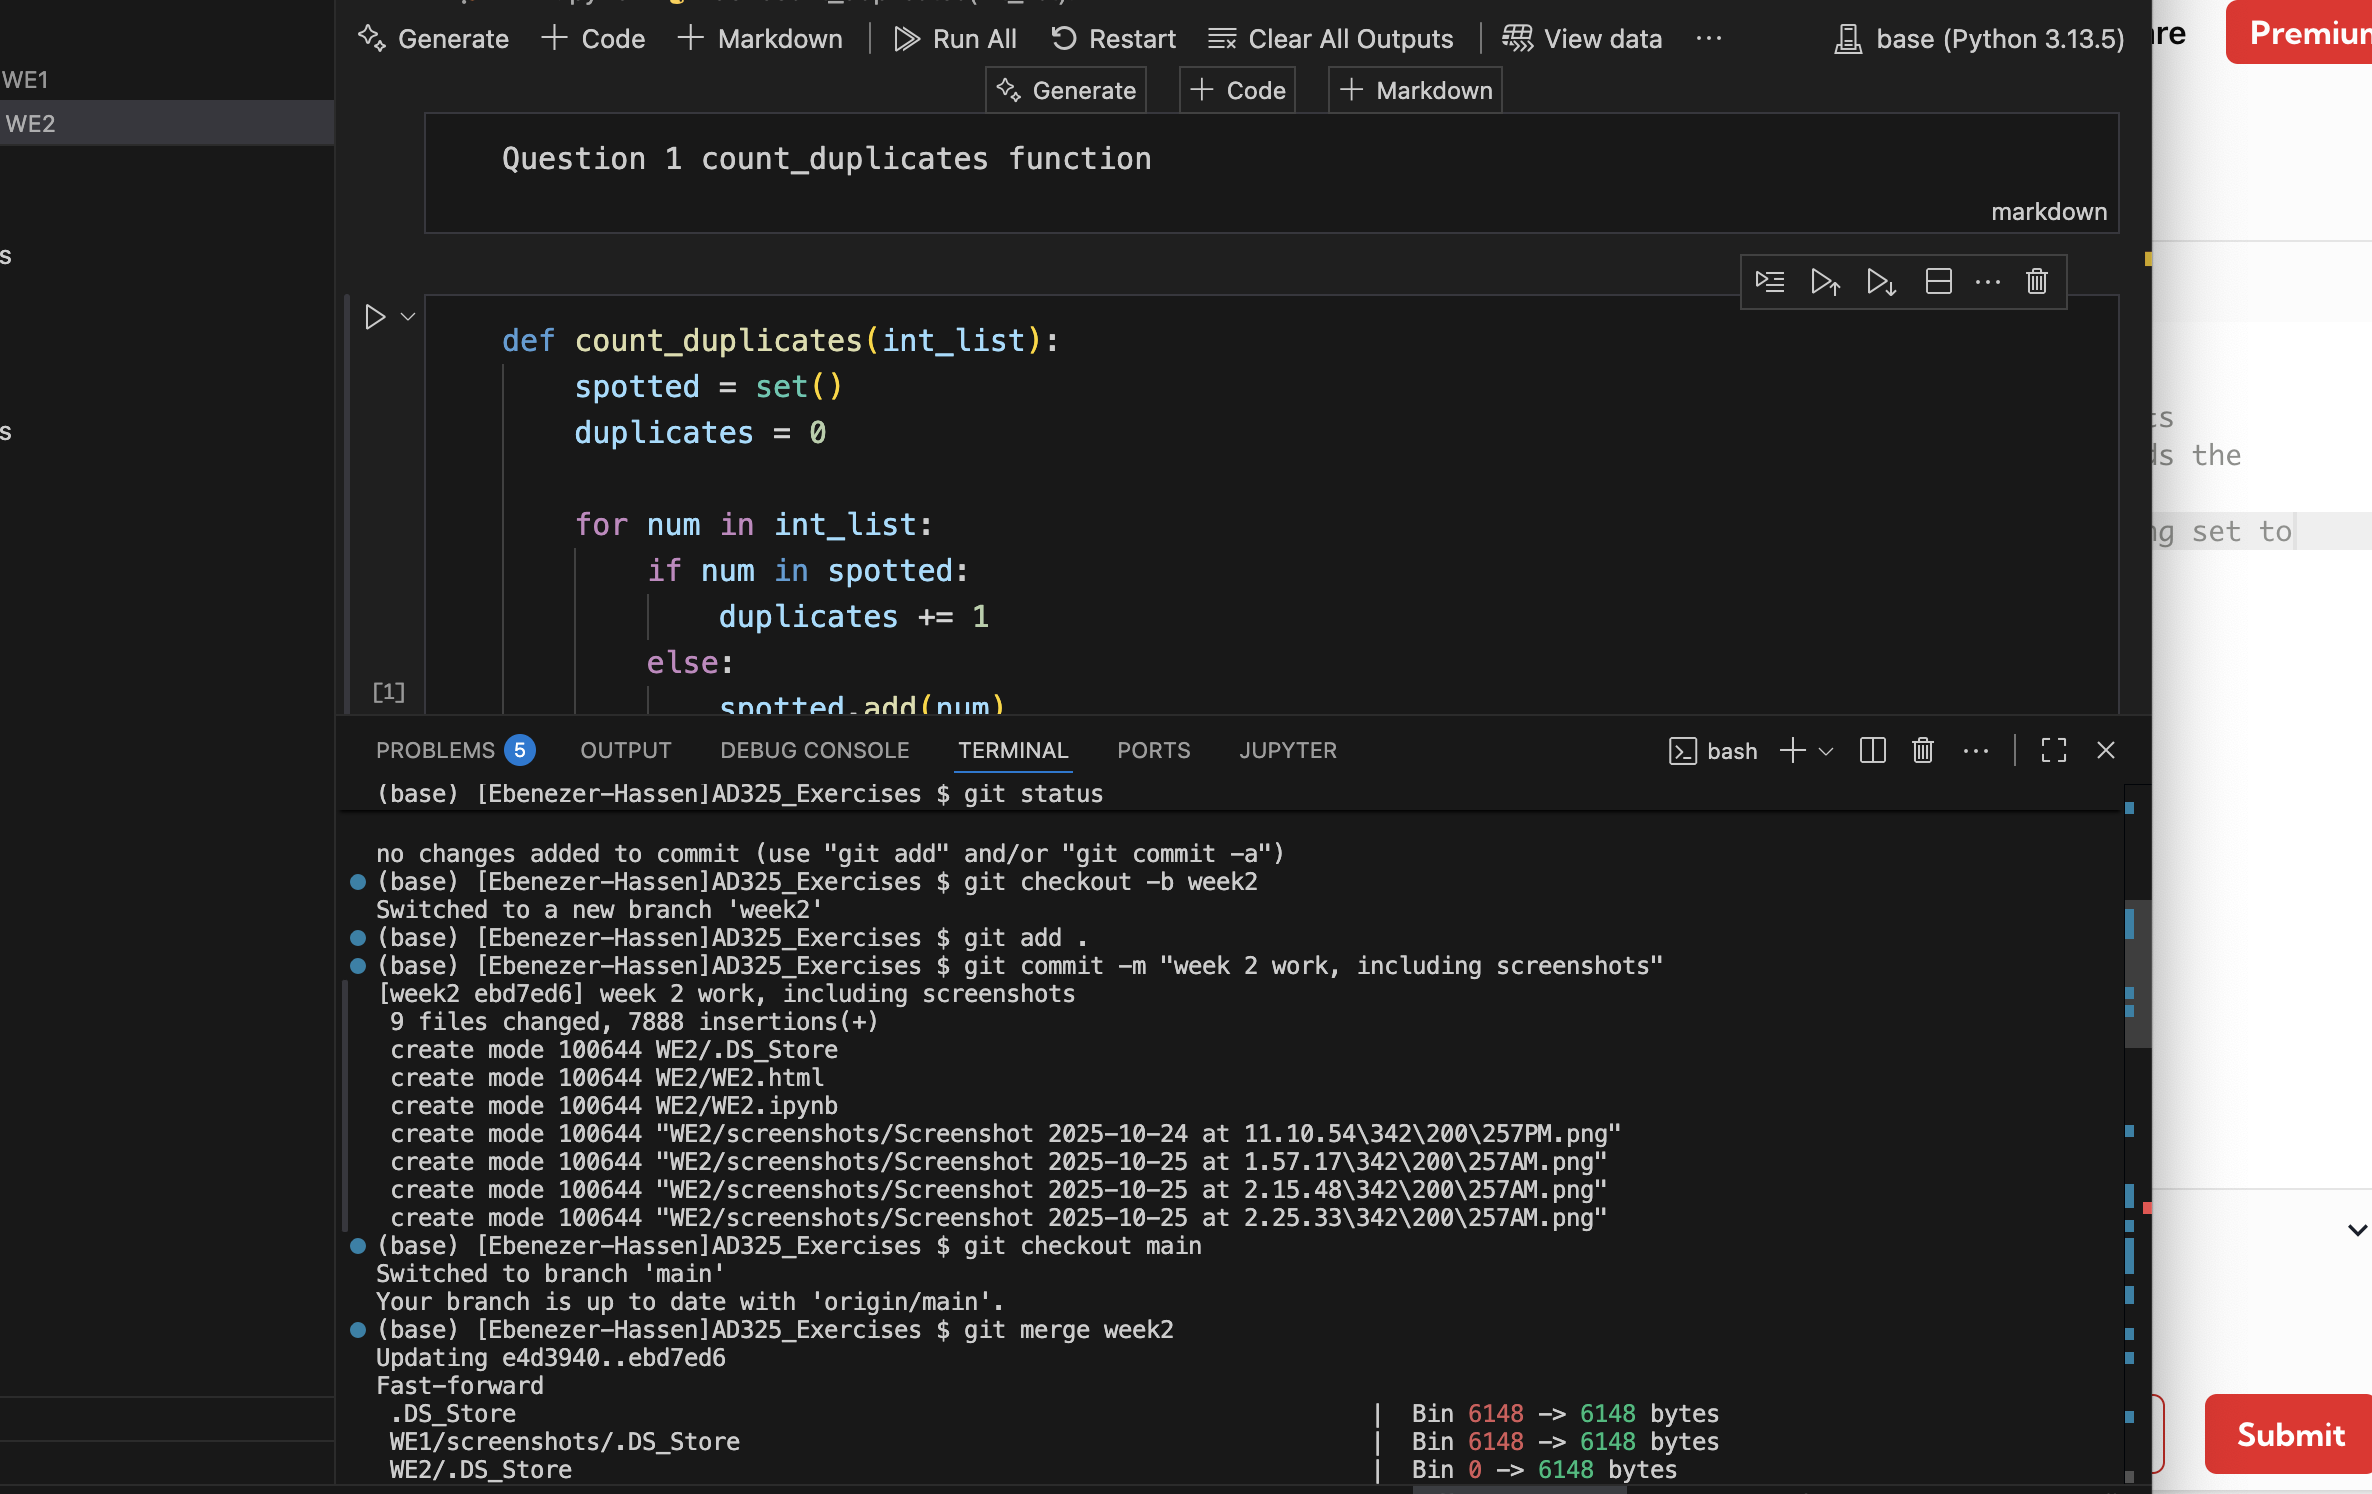 Generate Code Markdown Run All Restart Clear All Outputs View data ··· base (Python 3.13.5)
Premium
WE1
WE2
Generate Code Markdown
Question 1 count_duplicates function
markdown
def count_duplicates(int_list):
spotted = set()
duplicates = 0
for num in int_list:
if num in spotted:
duplicates += 1
else:
spotted.add(num)
[1]
s
s
ds the
ng set to
PROBLEMS 5 OUTPUT DEBUG CONSOLE TERMINAL PORTS JUPYTER bash
(base) [Ebenezer-Hassen]AD325_Exercises $ git status
no changes added to commit (use "git add" and/or "git commit -a")
(base) [Ebenezer-Hassen]AD325_Exercises $ git checkout -b week2
Switched to a new branch 'week2'
(base) [Ebenezer-Hassen]AD325_Exercises $ git add .
(base) [Ebenezer-Hassen]AD325_Exercises $ git commit -m "week 2 work, including screenshots"
[week2 ebd7ed6] week 2 work, including screenshots
9 files changed, 7888 insertions(+)
create mode 100644 WE2/.DS_Store
create mode 100644 WE2/WE2.html
create mode 100644 WE2/WE2.ipynb
create mode 100644 "WE2/screenshots/Screenshot 2025-10-24 at 11.10.54\342\200\257PM.png"
create mode 100644 "WE2/screenshots/Screenshot 2025-10-25 at 1.57.17\342\200\257AM.png"
create mode 100644 "WE2/screenshots/Screenshot 2025-10-25 at 2.15.48\342\200\257AM.png"
create mode 100644 "WE2/screenshots/Screenshot 2025-10-25 at 2.25.33\342\200\257AM.png"
(base) [Ebenezer-Hassen]AD325_Exercises $ git checkout main
Switched to branch 'main'
Your branch is up to date with 'origin/main'.
(base) [Ebenezer-Hassen]AD325_Exercises $ git merge week2
Updating e4d3940..ebd7ed6
Fast-forward
.DS_Store | Bin 6148 -> 6148 bytes
WE1/screenshots/.DS_Store | Bin 6148 -> 6148 bytes
WE2/.DS_Store | Bin 0 -> 6148 bytes
Submit